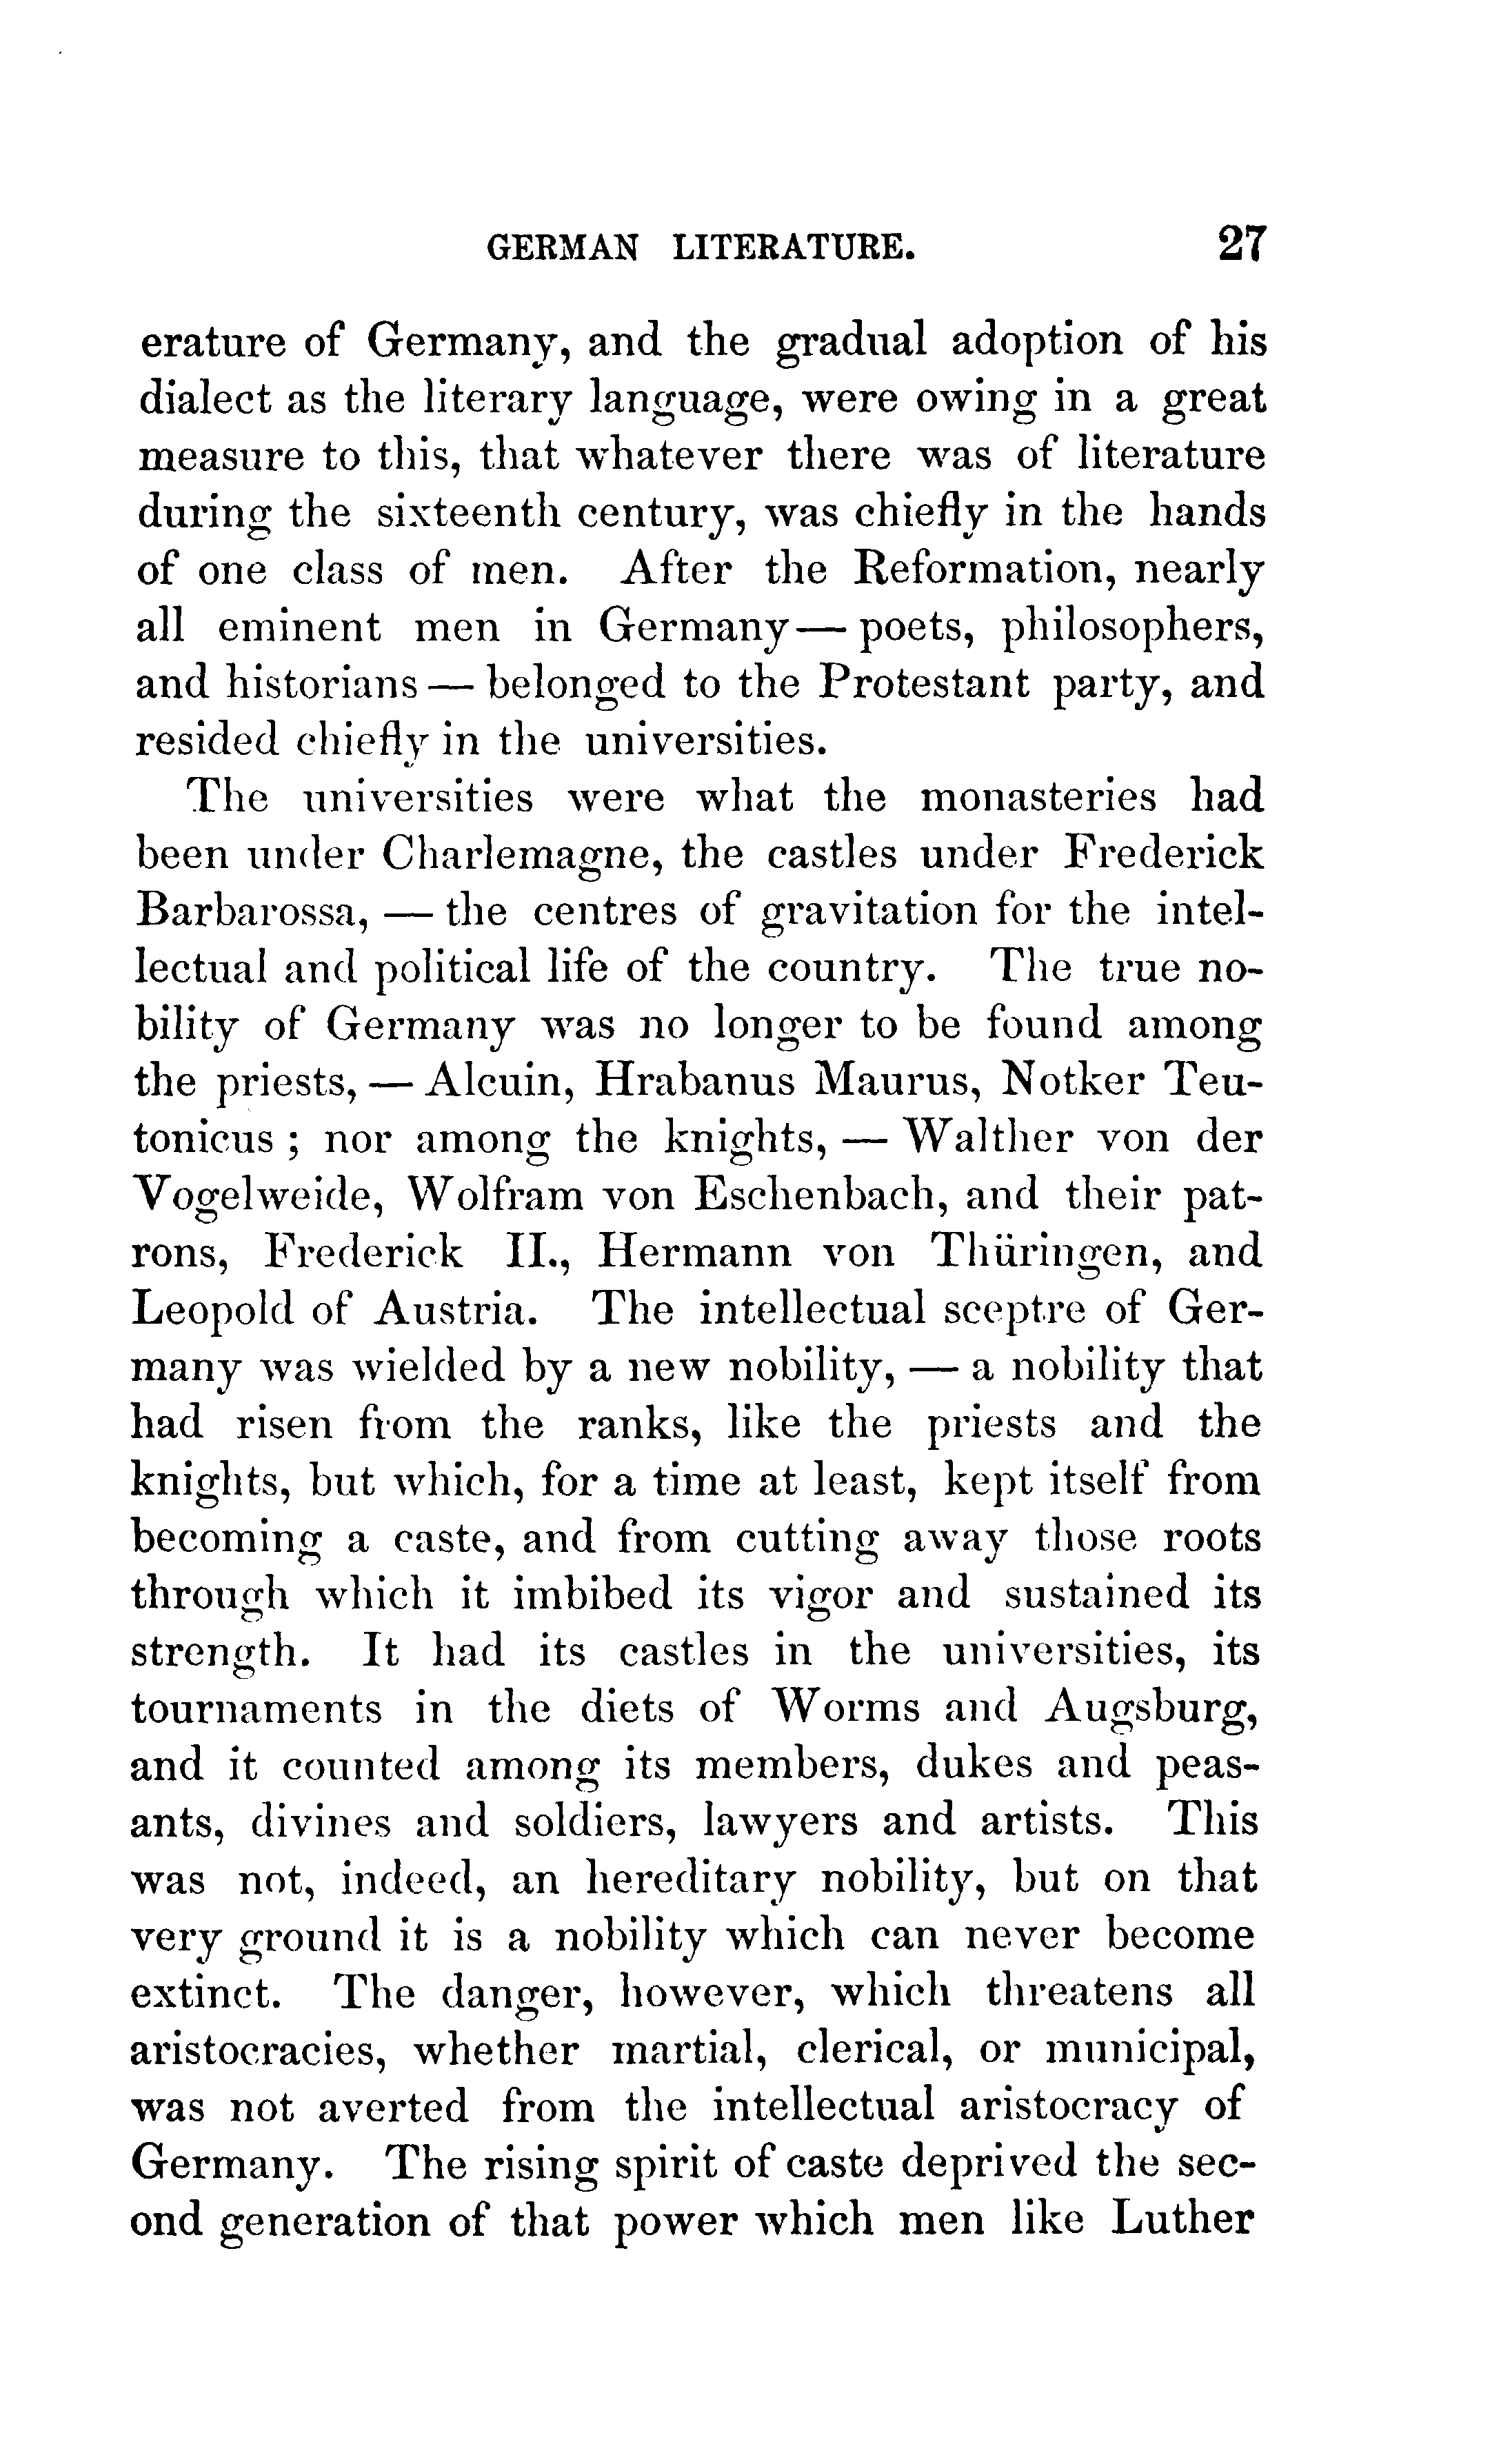 GERMAN LITERATURE. 27
erature of Germany, and the gradual adoption of his
dialect as the literary language, were owing in a great
measure to this, that whatever there was of literature
during the sixteenth century, was chiefly in the hands
of one class of men. After the Reformation, nearly
all eminent men in Germany — poets, philosophers,
and historians — belonged to the Protestant party, and
resided chiefly in the universities.
The universities were what the monasteries had
been under Charlemagne, the castles under Frederick
Barbarossa, — the centres of gravitation for the intel-
lectual and political life of the country. The true no-
bility of Germany was no longer to be found among
the priests, — Alcuin, Hrabanus Maurus, Notker Teu-
tonicus ; nor among the knights, — Walther von der
Vogelweide, Wolfram von Eschenbach, and their pat-
rons, Frederick II., Hermann von Thüringen, and
Leopold of Austria. The intellectual sceptre of Ger-
many was wielded by a new nobility, — a nobility that
had risen from the ranks, like the priests and the
knights, but which, for a time at least, kept itself from
becoming a caste, and from cutting away those roots
through which it imbibed its vigor and sustained its
strength. It had its castles in the universities, its
tournaments in the diets of Worms and Augsburg,
and it counted among its members, dukes and peas-
ants, divines and soldiers, lawyers and artists. This
was not, indeed, an hereditary nobility, but on that
very ground it is a nobility which can never become
extinct. The danger, however, which threatens all
aristocracies, whether martial, clerical, or municipal,
was not averted from the intellectual aristocracy of
Germany. The rising spirit of caste deprived the sec-
ond generation of that power which men like Luther